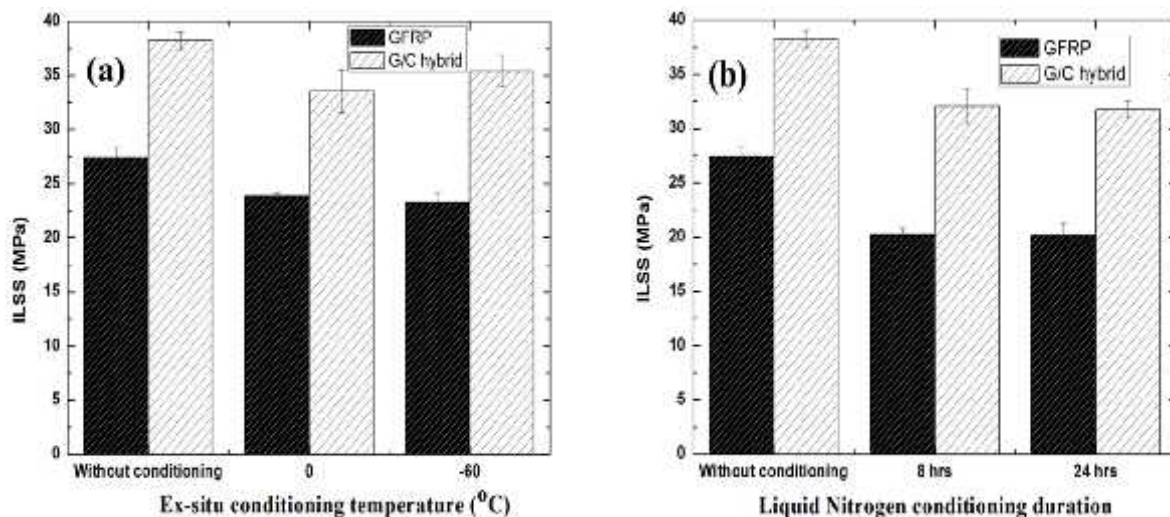 (a)
GFRP
G/C hybrid
40
35
30
25
20
15
10
5
0
ILSS (MPa)
Without conditioning 0 -60
Ex-situ conditioning temperature (⁰C)
(b)
GFRP
G/C hybrid
40
35
30
25
20
15
10
5
0
ILSS (MPa)
Without conditioning 8 hrs 24 hrs
Liquid Nitrogen conditioning duration